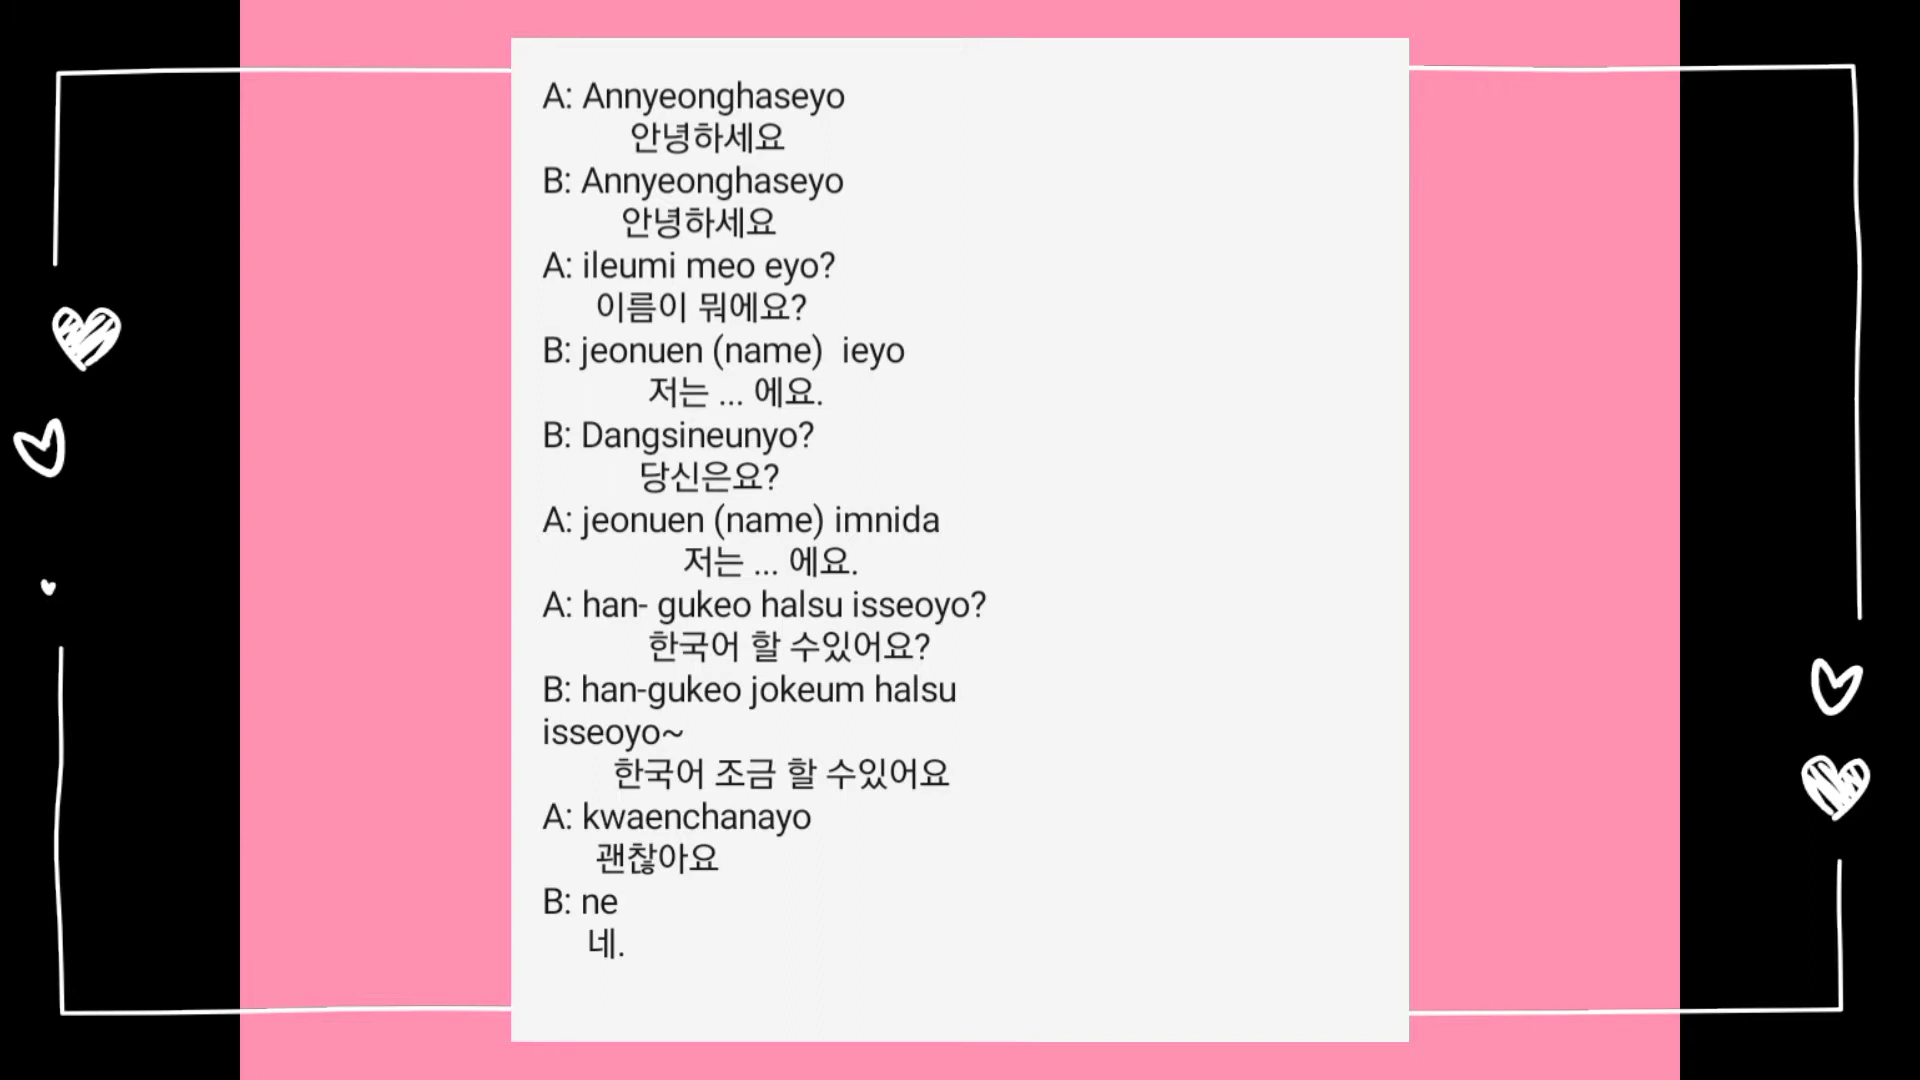 A: Annyeonghaseyo
안녕하세요
B: Annyeonghaseyo
안녕하세요
A: ileumi meo eyo?
이름이 뭐에요?
B: jeonuen (name)  ieyo
저는 ... 에요.
B: Dangsineunyo?
당신은요?
A: jeonuen (name) imnida
저는 ... 에요.
A: han- gukeo halsu isseoyo?
한국어 할 수있어요?
B: han-gukeo jokeum halsu
isseoyo~
한국어 조금 할 수있어요
A: kwaenchanayo
괜찮아요
B: ne
네.